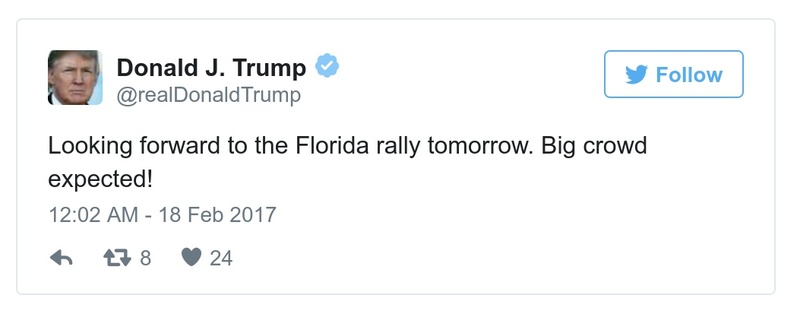 Donald J. Trump
@realDonaldTrump
Follow
Looking forward to the Florida rally tomorrow. Big crowd
expected!
12:02 AM - 18 Feb 2017
8 24